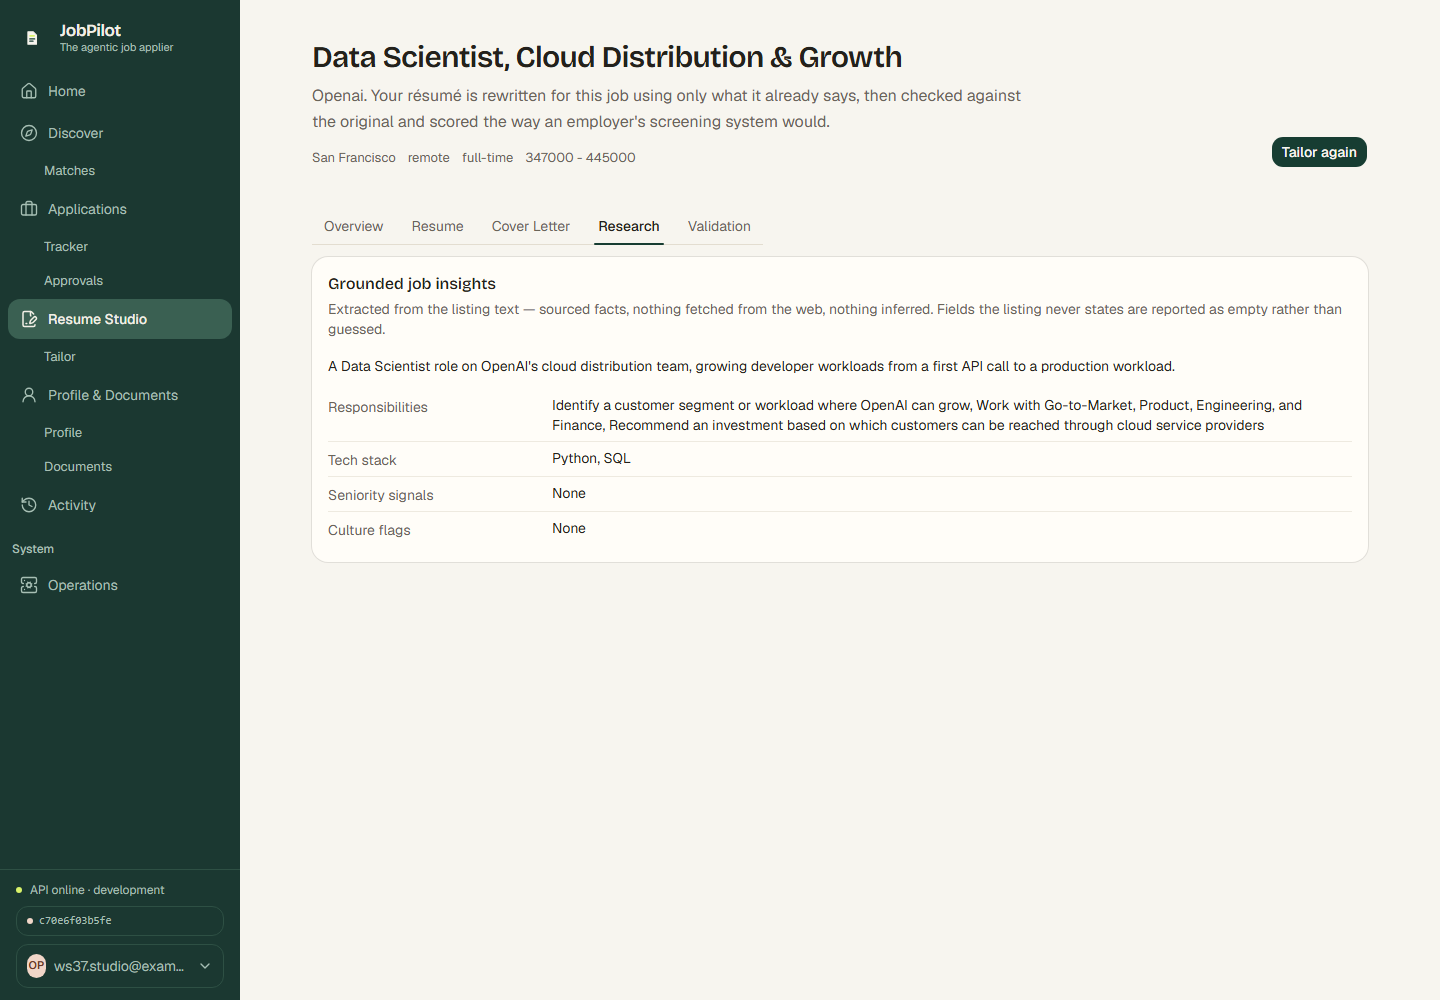 JobPilot
The agentic job applier
Home
Discover
Matches
Applications
Tracker
Approvals
Resume Studio
Tailor
Profile & Documents
Profile
Documents
Activity
System
Operations
API online · development
c70e6f03b5fe
OP
ws37.studio@exam...
Data Scientist, Cloud Distribution & Growth
Openai. Your résumé is rewritten for this job using only what it already says, then checked against
the original and scored the way an employer's screening system would.
San Francisco remote full-time 347000 - 445000
Tailor again
Overview Resume Cover Letter Research Validation
Grounded job insights
Extracted from the listing text — sourced facts, nothing fetched from the web, nothing inferred. Fields the listing never states are reported as empty rather than
guessed.
A Data Scientist role on OpenAI's cloud distribution team, growing developer workloads from a first API call to a production workload.
Responsibilities
Identify a customer segment or workload where OpenAI can grow, Work with Go-to-Market, Product, Engineering, and
Finance, Recommend an investment based on which customers can be reached through cloud service providers
Tech stack Python, SQL
Seniority signals None
Culture flags None